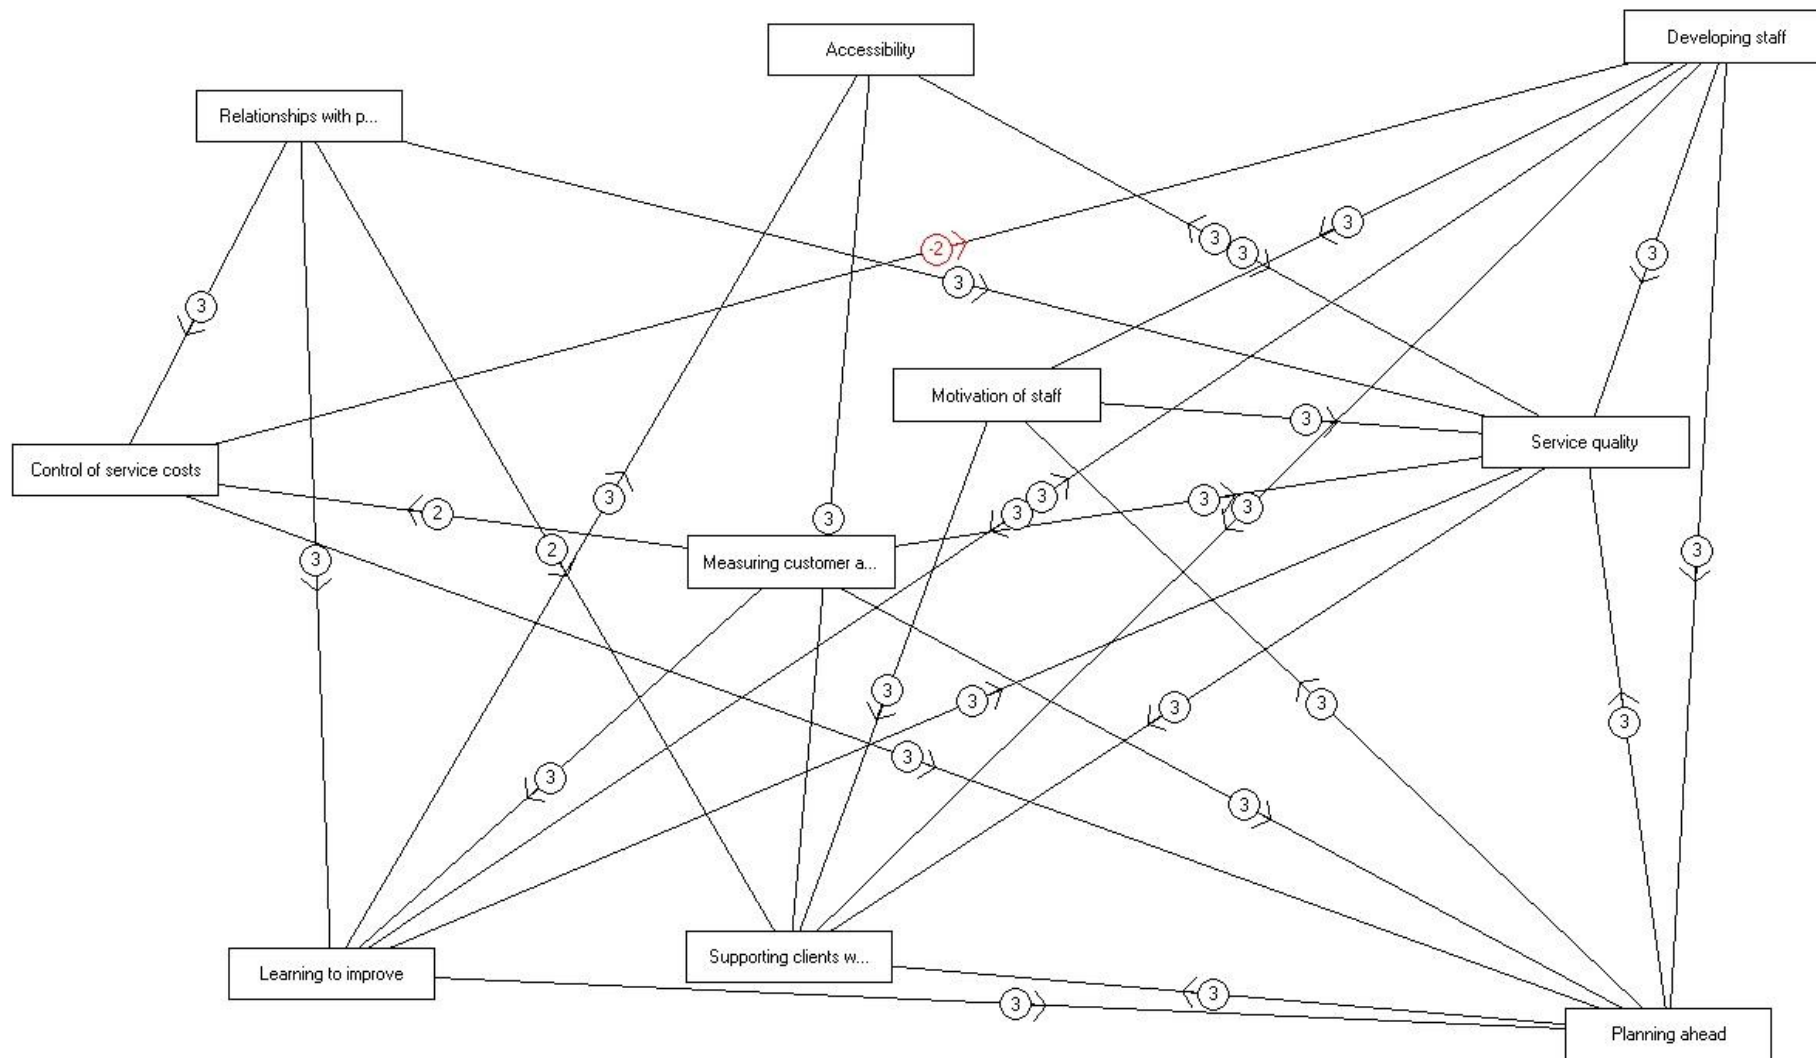 Developing staff
Accessibility
Relationships with p...
3
3
-2
3
3
3
3
Motivation of staff
3
Service quality
Control of service costs
3
3
3
2
3
3
3
3
2
3
3
Measuring customer a...
3
3
3
3
3
3
3
3
Supporting clients w...
Learning to improve
3
3
Planning ahead